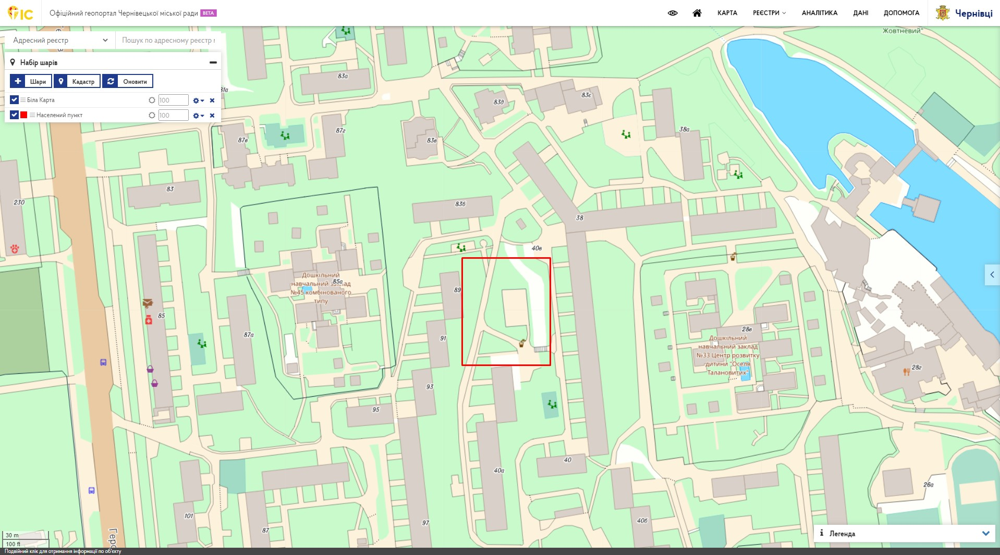 ГІС
Офіційний геопортал Чернівецької міської ради BETA
КАРТА
РЕЄСТРИ
АНАЛІТИКА
ДАНІ
ДОПОМОГА
Чернівці
Адресний реєстр
Пошук по адресному реєстр
Набір шарів
Шари
Кадастр
Оновити
Біла Карта
100
Населений пункт
100
Жовтневий"
83а
81а
83д
83є
87в
87г
83в
38а
83
230
83б
38
40в
Дошкільний
навчальний заклад
№45 комбінованого
типу
85а
89
85
87а
91
28в
Дошкільний
навчальний заклад
№33 Центр розвитку
дитини "Оселя
Талановитих"
28г
93
95
40
40а
26а
101
87
97
40б
Геро
30 m
100 ft
Легенда
Подвійний клік для отримання інформації по об'єкту